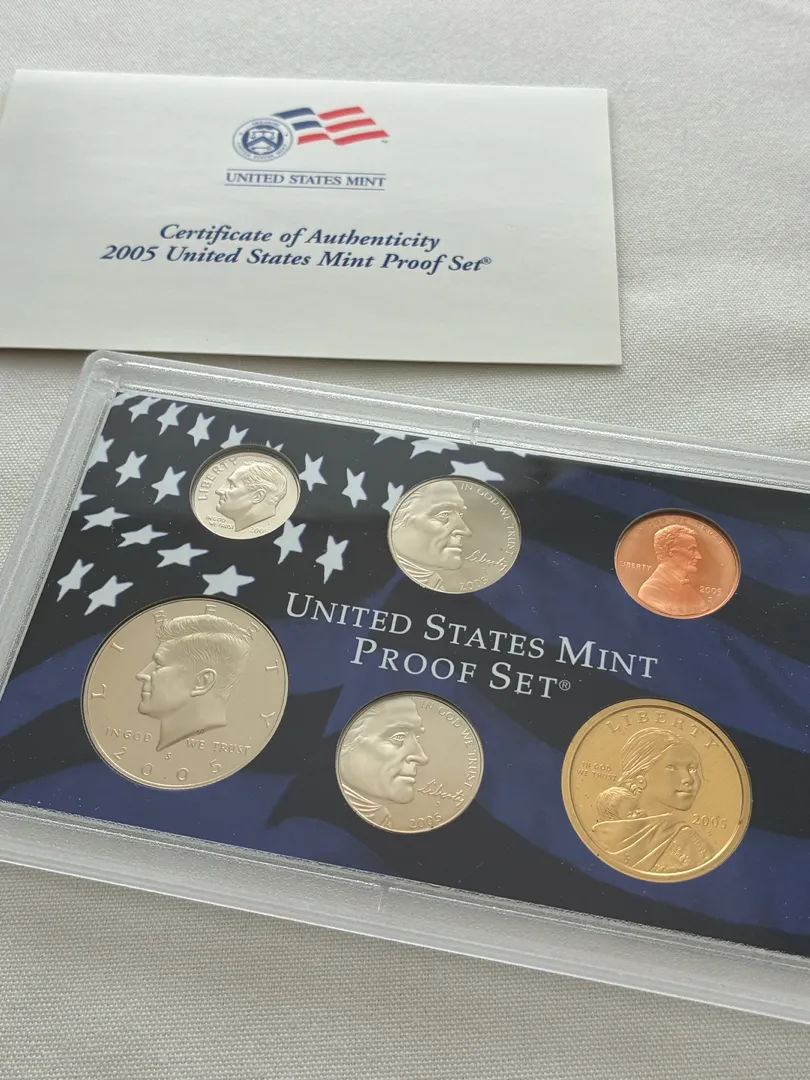 UNITED STATES MINT
Certificate of Authenticity
2005 United States Mint Proof Set®
LIBERTY
IN GOD
WE TRUST
IN GOD WE TRUST
Liberty
2005
LIBERTY
2005
S
UNITED STATES MINT
PROOF SET®
LIBERTY
IN GOD WE TRUST
S
2005
IN GOD WE TRUST
Liberty
2005
LIBERTY
IN GOD
WE TRUST
2005
S